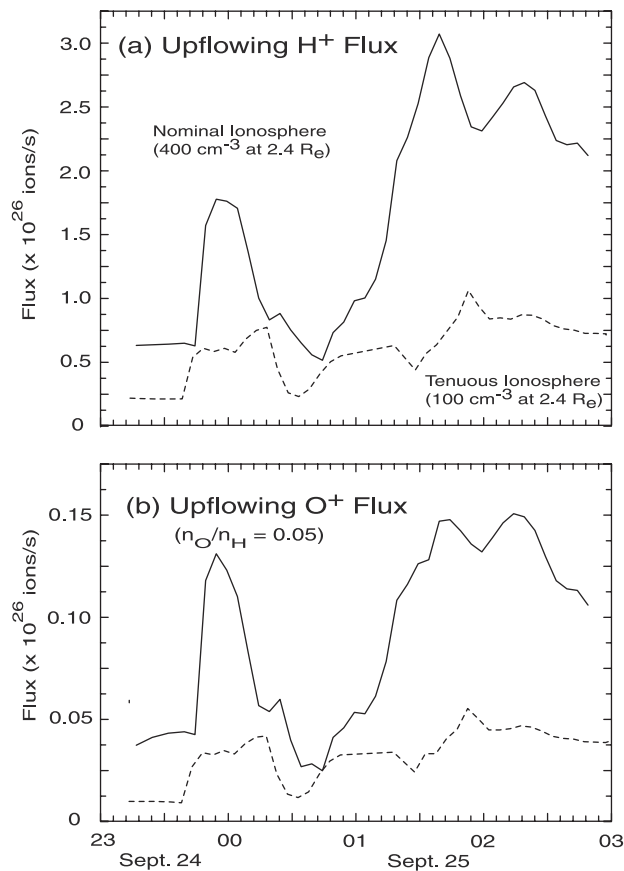 (a) Upflowing H+ Flux
3.0
2.5
2.0
1.5
1.0
0.5
0
Flux (x 10^26 ions/s)
Nominal Ionosphere
(400 cm-3 at 2.4 Re)
Tenuous Ionosphere
(100 cm-3 at 2.4 Re)
(b) Upflowing O+ Flux
(nO/nH = 0.05)
0.15
0.10
0.05
0
Flux (x 10^26 ions/s)
23 00 01 02 03
Sept. 24 Sept. 25